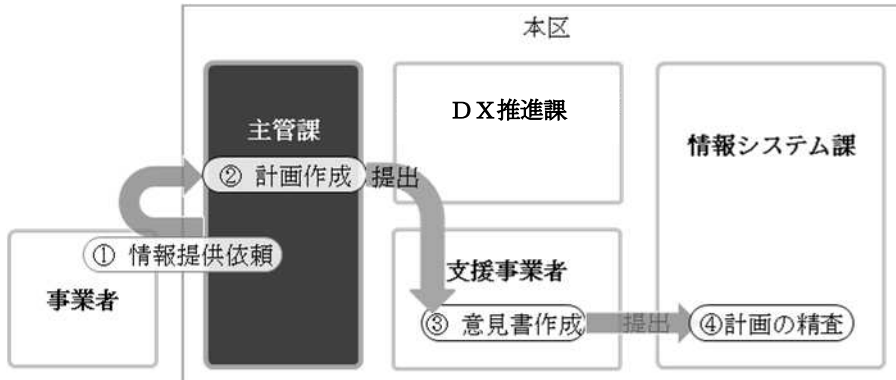 本区
主管課
ＤＸ推進課
情報システム課
② 計画作成
提出
① 情報提供依頼
事業者
支援事業者
③ 意見書作成
提出
④計画の精査